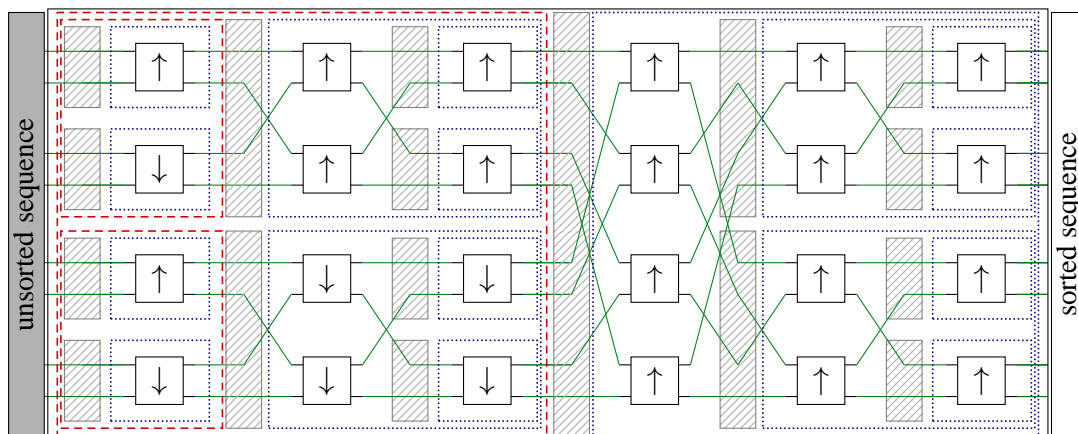 unsorted sequence
↑ ↑ ↑ ↑ ↑ ↑
↓ ↑ ↑ ↑ ↑ ↑
↑ ↓ ↓ ↑ ↑ ↑
↓ ↓ ↓ ↑ ↑ ↑
sorted sequence